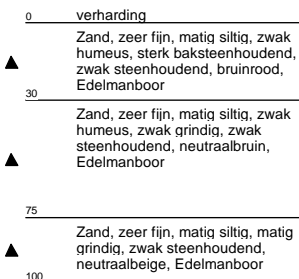 0 verharding
Zand, zeer fijn, matig siltig, zwak
humeus, sterk baksteenhoudend,
zwak steenhoudend, bruinrood,
Edelmanboor
30
Zand, zeer fijn, matig siltig, zwak
humeus, zwak grindig, zwak
steenhoudend, neutraalbruin,
Edelmanboor
75
Zand, zeer fijn, matig siltig, matig
grindig, zwak steenhoudend,
neutraalbeige, Edelmanboor
100